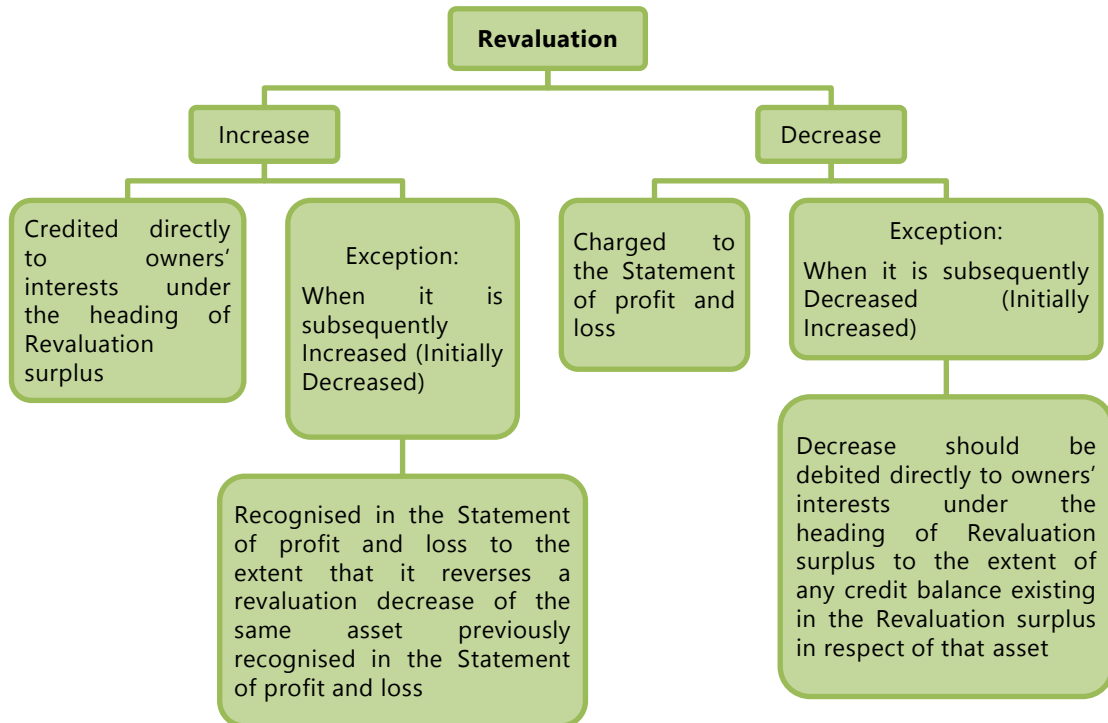 Revaluation
Increase
Decrease
Credited directly
to owners‘
interests under
the heading of
Revaluation
surplus
Exception:
When it is
subsequently
Increased (Initially
Decreased)
Charged to
the Statement
of profit and
loss
Exception:
When it is subsequently
Decreased (Initially
Increased)
Recognised in the Statement
of profit and loss to the
extent that it reverses a
revaluation decrease of the
same asset previously
recognised in the Statement
of profit and loss
Decrease should be
debited directly to owners‘
interests under the
heading of Revaluation
surplus to the extent of
any credit balance existing
in the Revaluation surplus
in respect of that asset